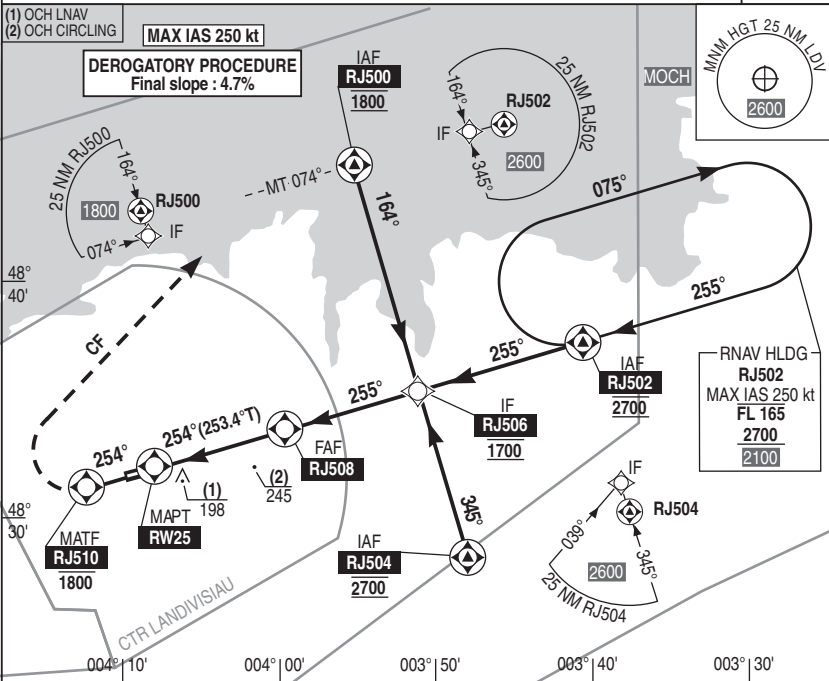 (1) OCH LNAV
(2) OCH CIRCLING
MAX IAS 250 kt
DEROGATORY PROCEDURE
Final slope : 4.7%
IAF
RJ500
1800
25 NM RJ502
164°
RJ502
IF
2600
345°
MOCH
MNM HGT 25 NM LDV
2600
25 NM RJ500
164°
1800
RJ500
IF
074°
MT 074°
164°
075°
255°
48°
40'
CF
255°
255°
IAF
RJ502
2700
RNAV HLDG
RJ502
MAX IAS 250 kt
FL 165
2700
2100
IF
RJ506
1700
254°(253.4°T)
254°
FAF
RJ508
(1)
198
(2)
245
48°
30'
MAPT
RW25
MATF
RJ510
1800
345°
IAF
RJ504
2700
IF
RJ504
039°
345°
2600
25 NM RJ504
CTR LANDIVISIAU
004° 10'
004° 00'
003° 50'
003° 40'
003° 30'